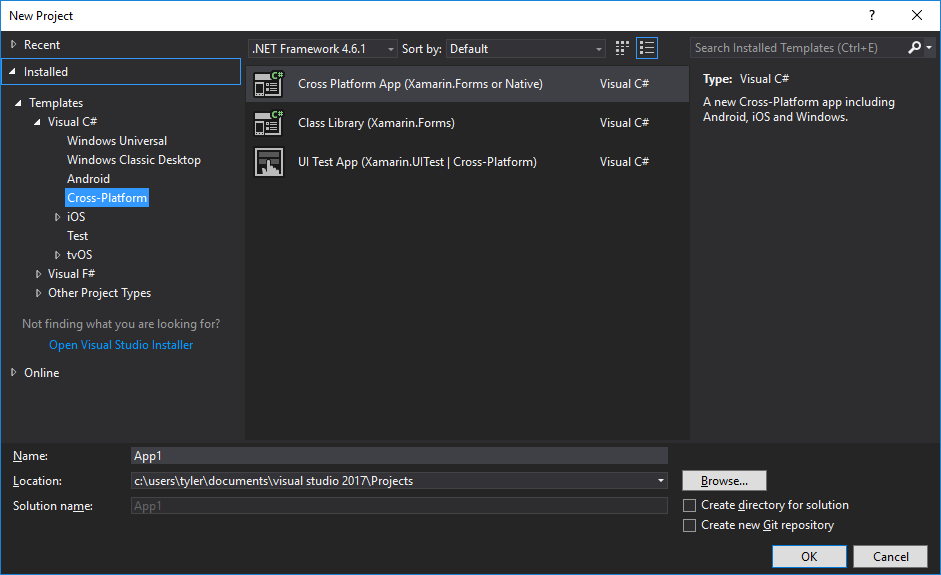 New Project
?
Recent
Installed
Templates
Visual C#
Windows Universal
Windows Classic Desktop
Android
Cross-Platform
iOS
Test
tvOS
Visual F#
Other Project Types
Not finding what you are looking for?
Open Visual Studio Installer
Online
.NET Framework 4.6.1 Sort by: Default
C# Cross Platform App (Xamarin.Forms or Native) Visual C#
C# Class Library (Xamarin.Forms) Visual C#
UI Test App (Xamarin.UITest | Cross-Platform) Visual C#
Search Installed Templates (Ctrl+E)
Type: Visual C#
A new Cross-Platform app including
Android, iOS and Windows.
Name: App1
Location: c:\users\tyler\documents\visual studio 2017\Projects
Browse...
Solution name: App1
Create directory for solution
Create new Git repository
OK Cancel